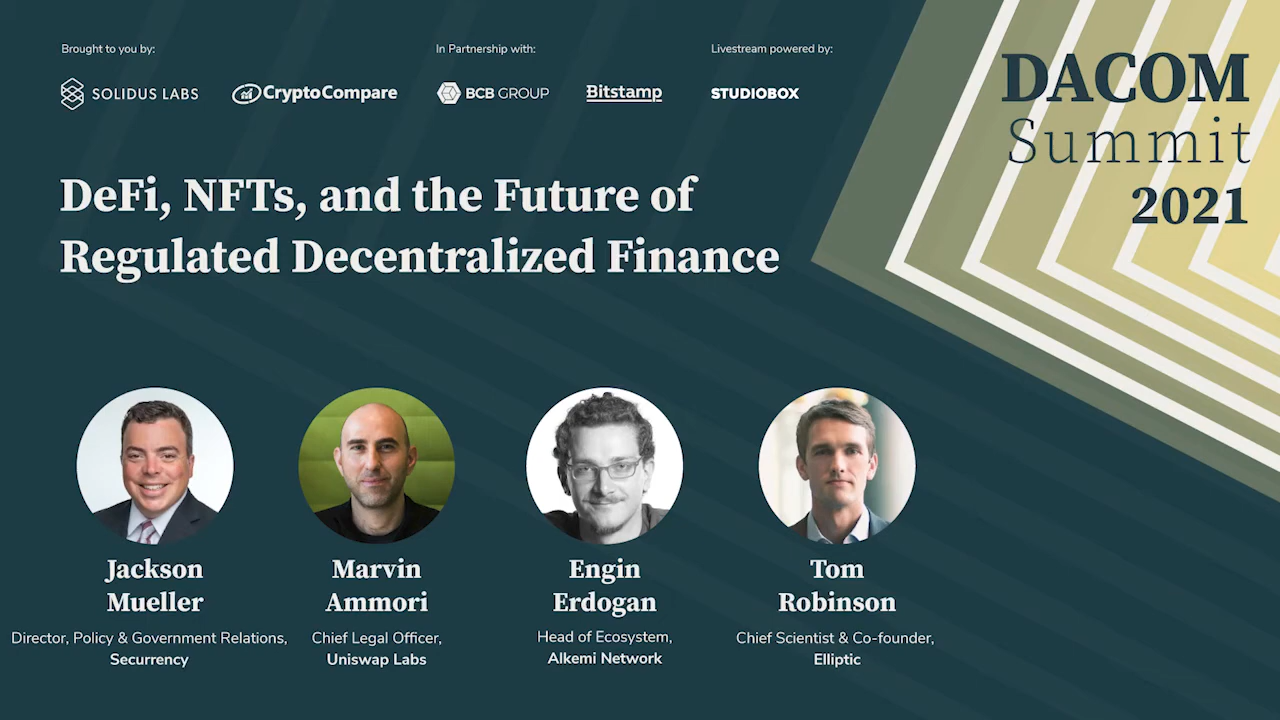 Brought to you by:
In Partnership with:
Livestream powered by:
SOLIDUS LABS
CryptoCompare
BCB GROUP
Bitstamp
STUDIOBOX
DACOM
Summit
2021
DeFi, NFTs, and the Future of
Regulated Decentralized Finance
Jackson
Mueller
Director, Policy & Government Relations,
Securrency
Marvin
Ammori
Chief Legal Officer,
Uniswap Labs
Engin
Erdogan
Head of Ecosystem,
Alkemi Network
Tom
Robinson
Chief Scientist & Co-founder,
Elliptic